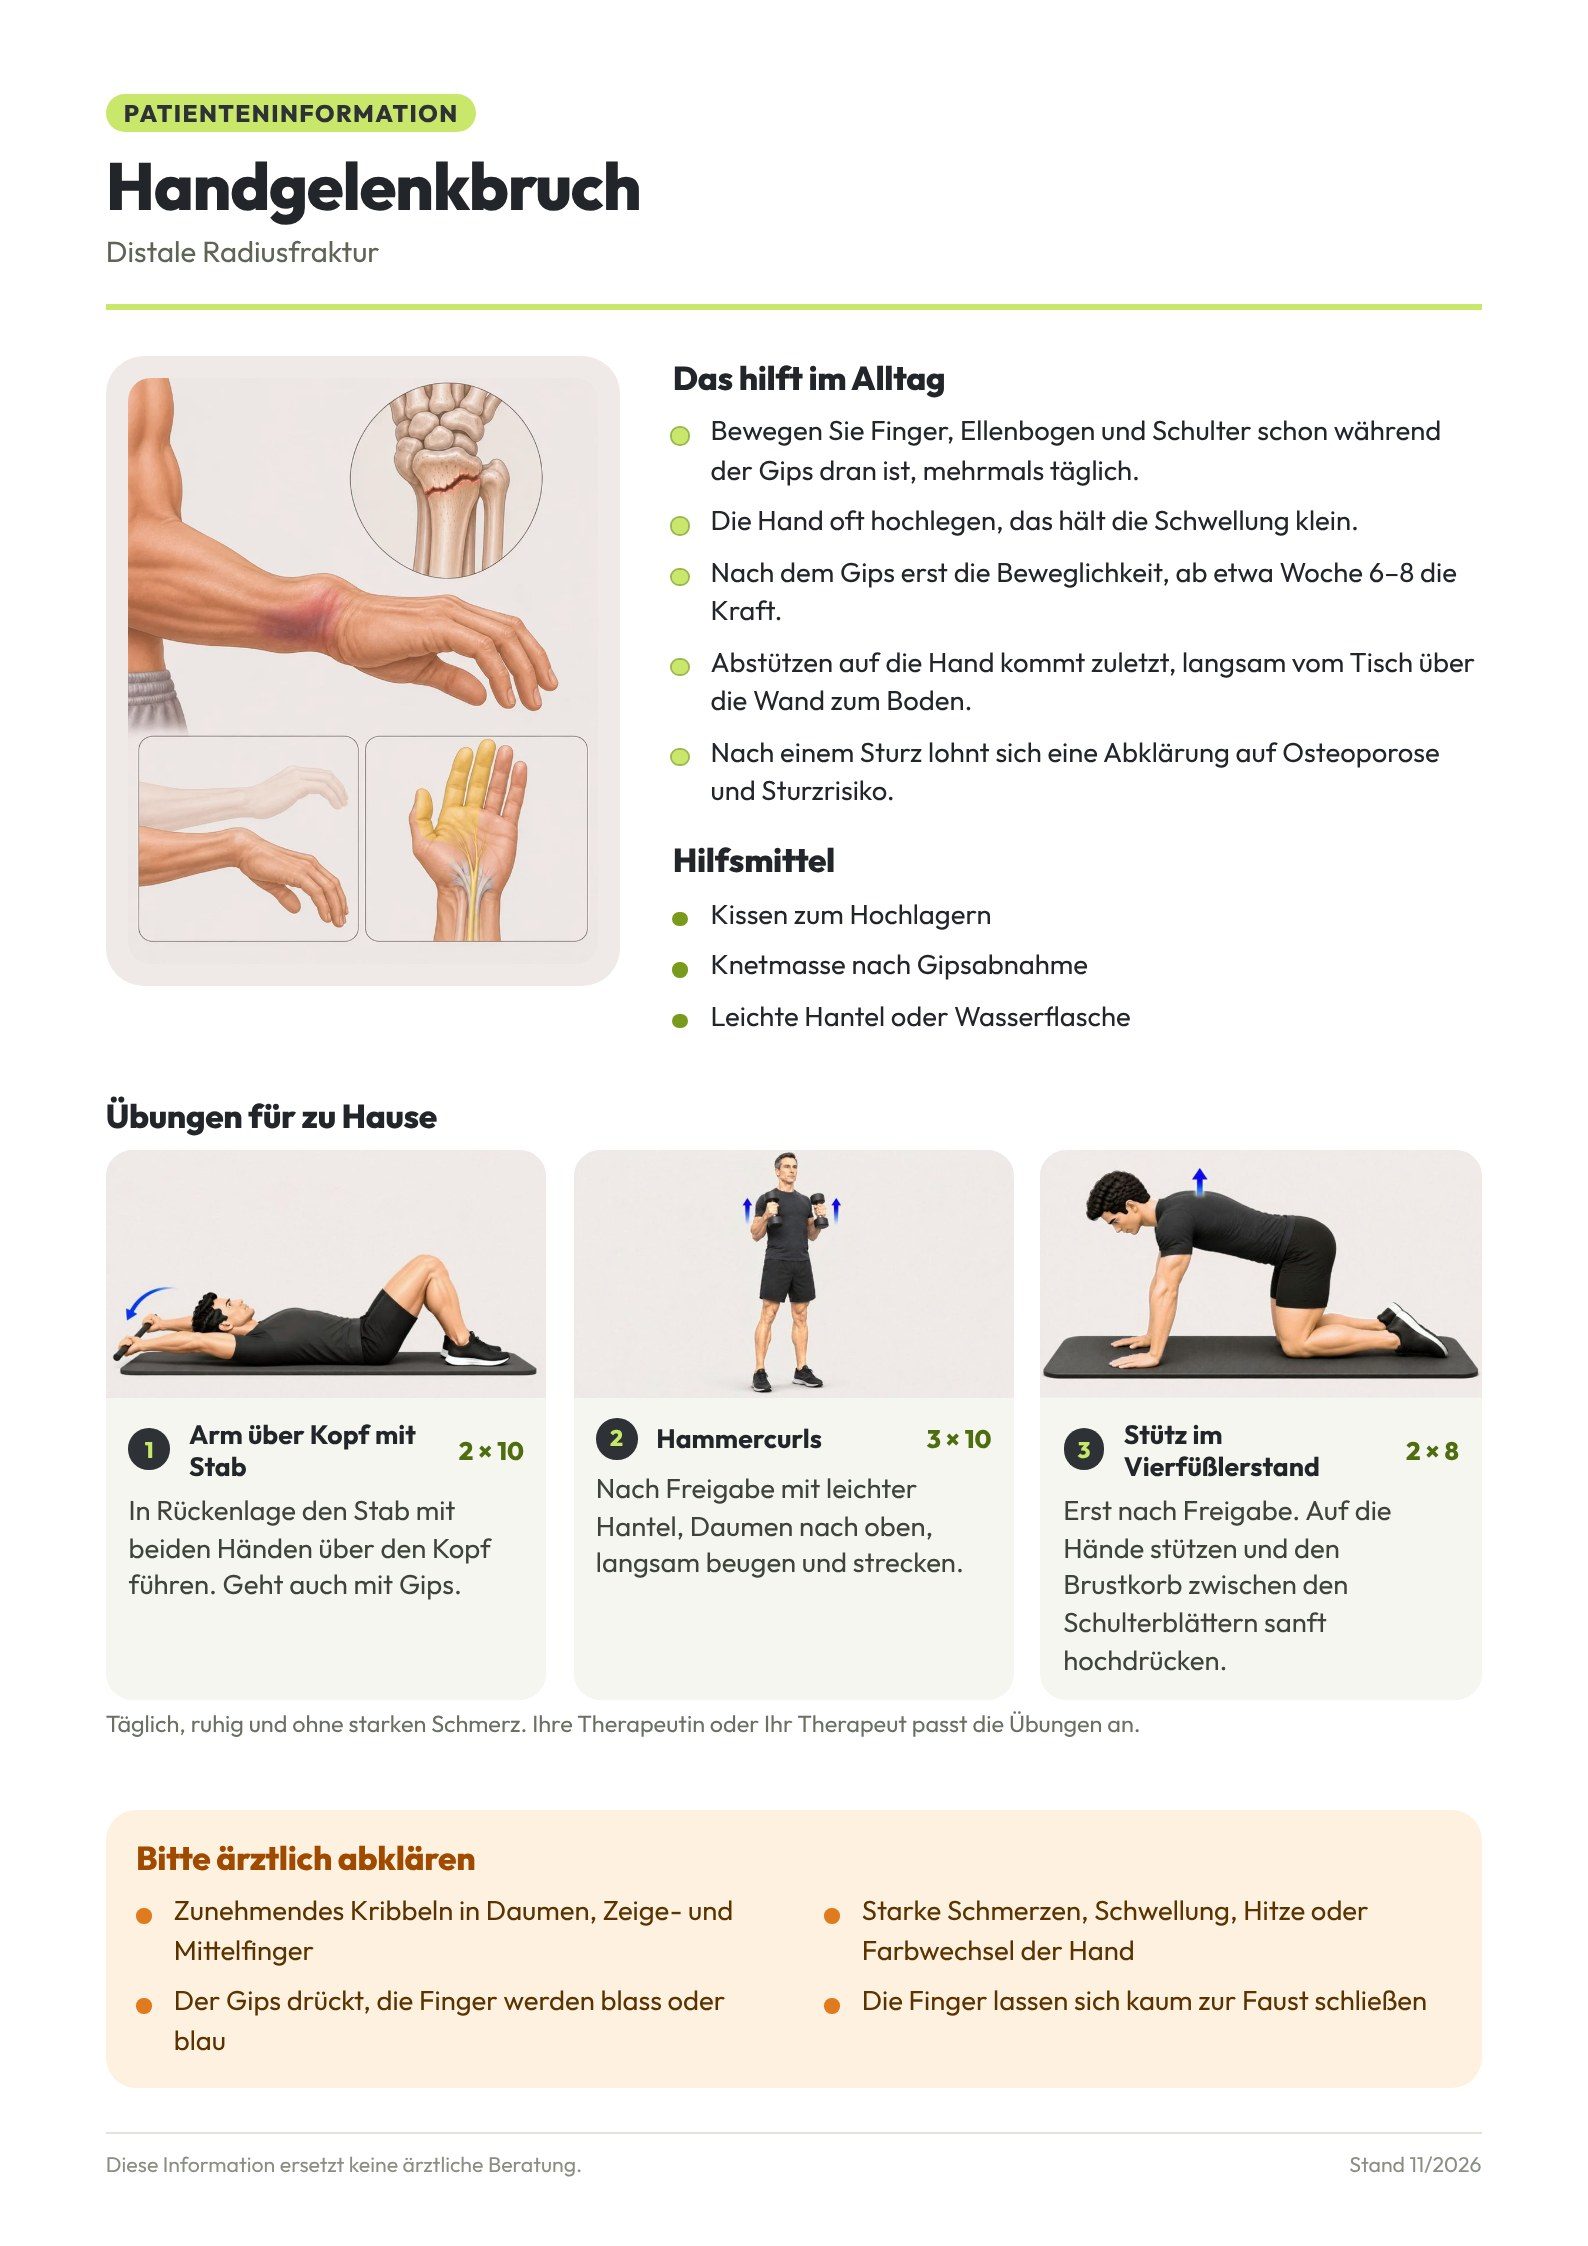 PATIENTENINFORMATION
Handgelenkbruch
Distale Radiusfraktur
Das hilft im Alltag
Bewegen Sie Finger, Ellenbogen und Schulter schon während
der Gips dran ist, mehrmals täglich.
Die Hand oft hochlegen, das hält die Schwellung klein.
Nach dem Gips erst die Beweglichkeit, ab etwa Woche 6–8 die
Kraft.
Abstützen auf die Hand kommt zuletzt, langsam vom Tisch über
die Wand zum Boden.
Nach einem Sturz lohnt sich eine Abklärung auf Osteoporose
und Sturzrisiko.
Hilfsmittel
Kissen zum Hochlagern
Knetmasse nach Gipsabnahme
Leichte Hantel oder Wasserflasche
Übungen für zu Hause
1 Arm über Kopf mit
Stab 2 × 10
In Rückenlage den Stab mit
beiden Händen über den Kopf
führen. Geht auch mit Gips.
2 Hammercurls 3 × 10
Nach Freigabe mit leichter
Hantel, Daumen nach oben,
langsam beugen und strecken.
3 Stütz im
Vierfüßlerstand 2 × 8
Erst nach Freigabe. Auf die
Hände stützen und den
Brustkorb zwischen den
Schulterblättern sanft
hochdrücken.
Täglich, ruhig und ohne starken Schmerz. Ihre Therapeutin oder Ihr Therapeut passt die Übungen an.
Bitte ärztlich abklären
Zunehmendes Kribbeln in Daumen, Zeige- und
Mittelfinger
Der Gips drückt, die Finger werden blass oder
blau
Starke Schmerzen, Schwellung, Hitze oder
Farbwechsel der Hand
Die Finger lassen sich kaum zur Faust schließen
Diese Information ersetzt keine ärztliche Beratung.
Stand 11/2026